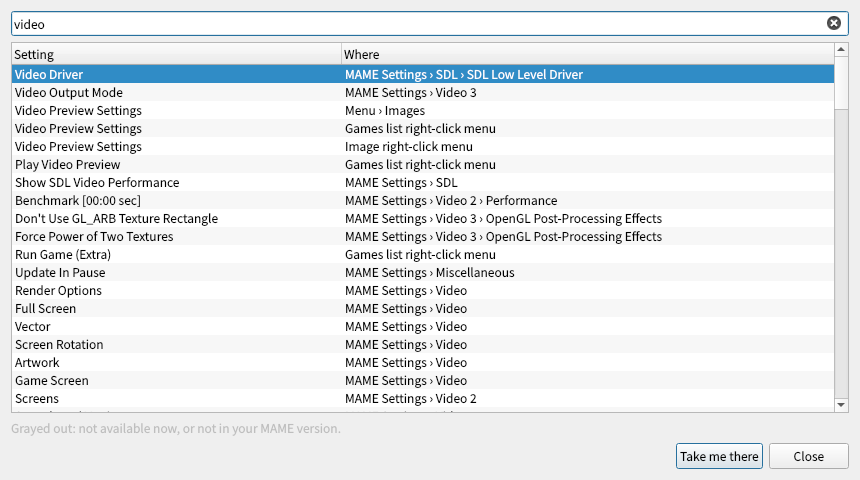 video
Setting Where
Video Driver MAME Settings › SDL › SDL Low Level Driver
Video Output Mode MAME Settings › Video 3
Video Preview Settings Menu › Images
Video Preview Settings Games list right-click menu
Video Preview Settings Image right-click menu
Play Video Preview Games list right-click menu
Show SDL Video Performance MAME Settings › SDL
Benchmark [00:00 sec] MAME Settings › Video 2 › Performance
Don't Use GL_ARB Texture Rectangle MAME Settings › Video 3 › OpenGL Post-Processing Effects
Force Power of Two Textures MAME Settings › Video 3 › OpenGL Post-Processing Effects
Run Game (Extra) Games list right-click menu
Update In Pause MAME Settings › Miscellaneous
Render Options MAME Settings › Video
Full Screen MAME Settings › Video
Vector MAME Settings › Video
Screen Rotation MAME Settings › Video
Artwork MAME Settings › Video
Game Screen MAME Settings › Video
Screens MAME Settings › Video 2
Grayed out: not available now, or not in your MAME version.
Take me there Close